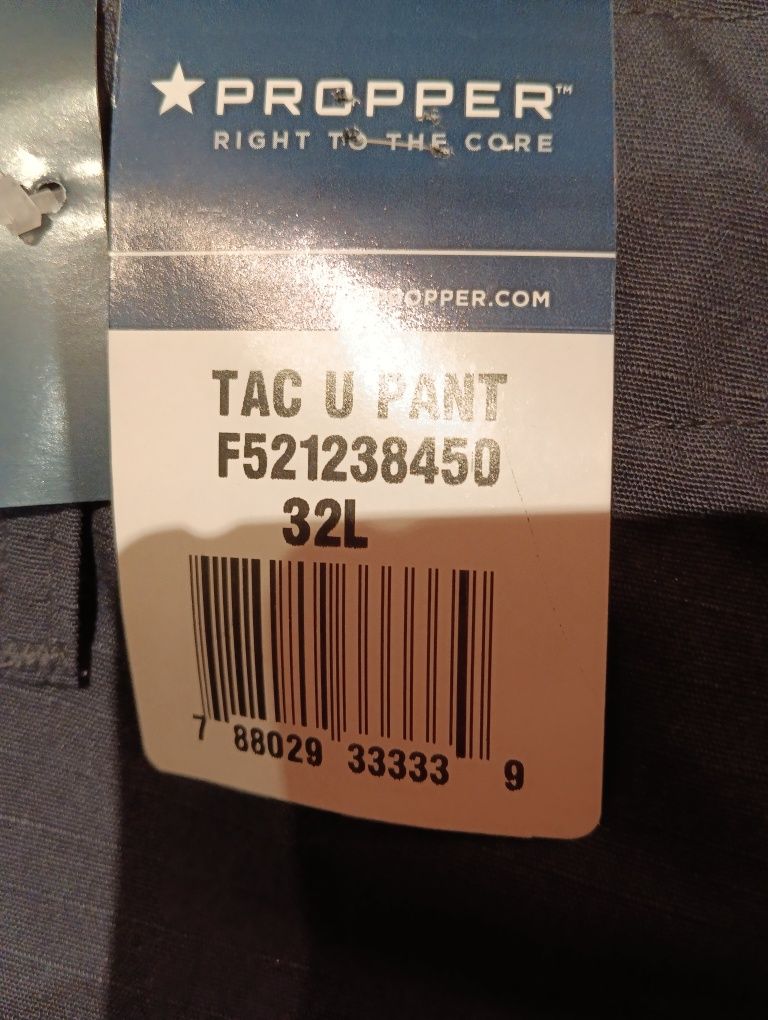 PROPPER™
RIGHT TO THE CORE
PROPPER.COM
TAC U PANT
F521238450
32L
7 88029 33333 9